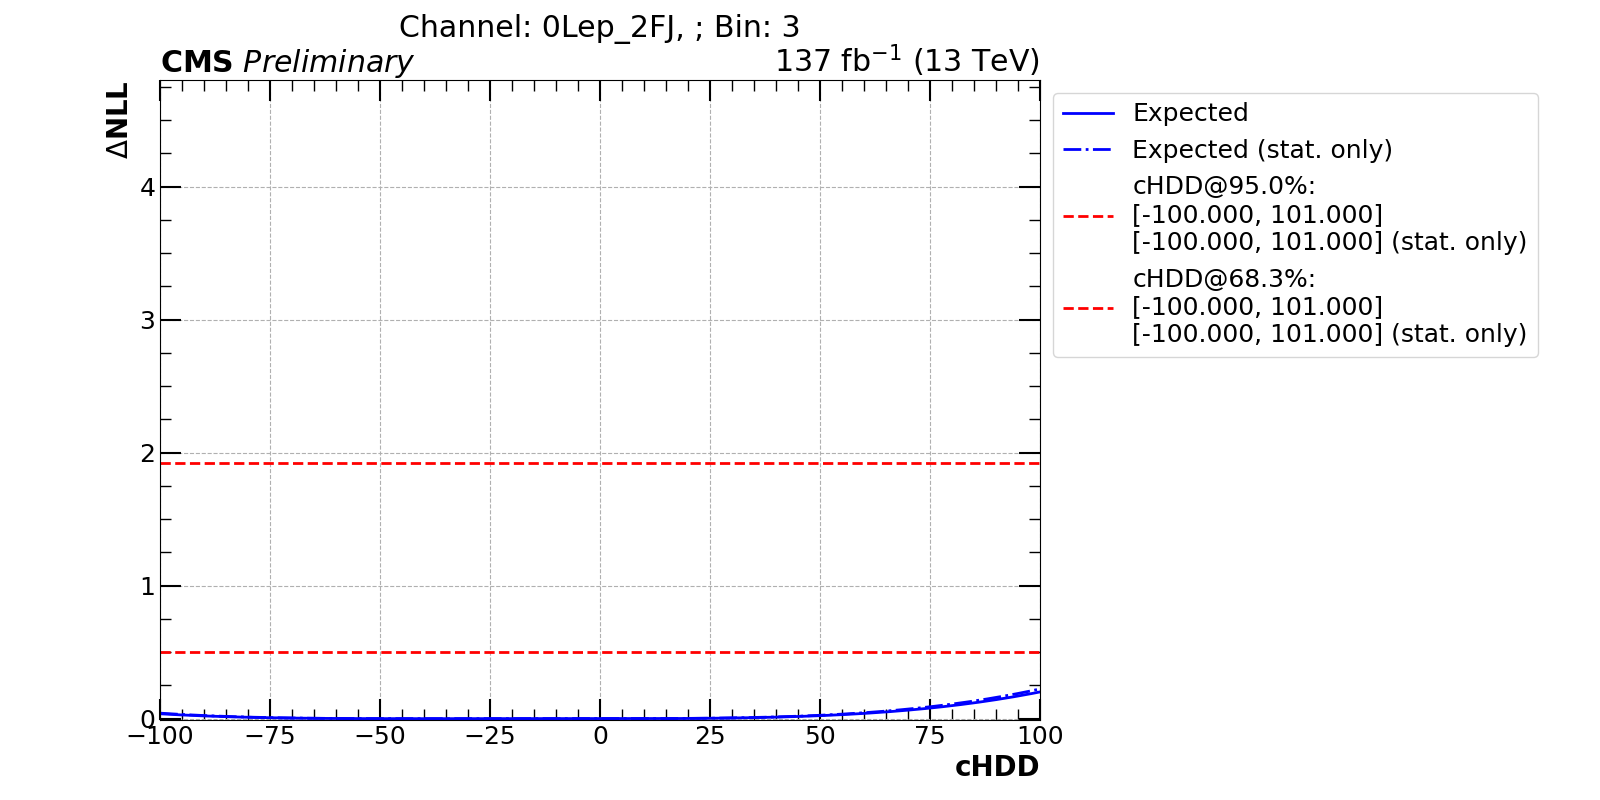 Channel: 0Lep_2FJ, ; Bin: 3
CMS Preliminary
137 fb⁻¹ (13 TeV)
ΔNLL
4
3
2
1
0
−100 −75 −50 −25 0 25 50 75 100
cHDD
Expected
Expected (stat. only)
cHDD@95.0%:
[-100.000, 101.000]
[-100.000, 101.000] (stat. only)
cHDD@68.3%:
[-100.000, 101.000]
[-100.000, 101.000] (stat. only)